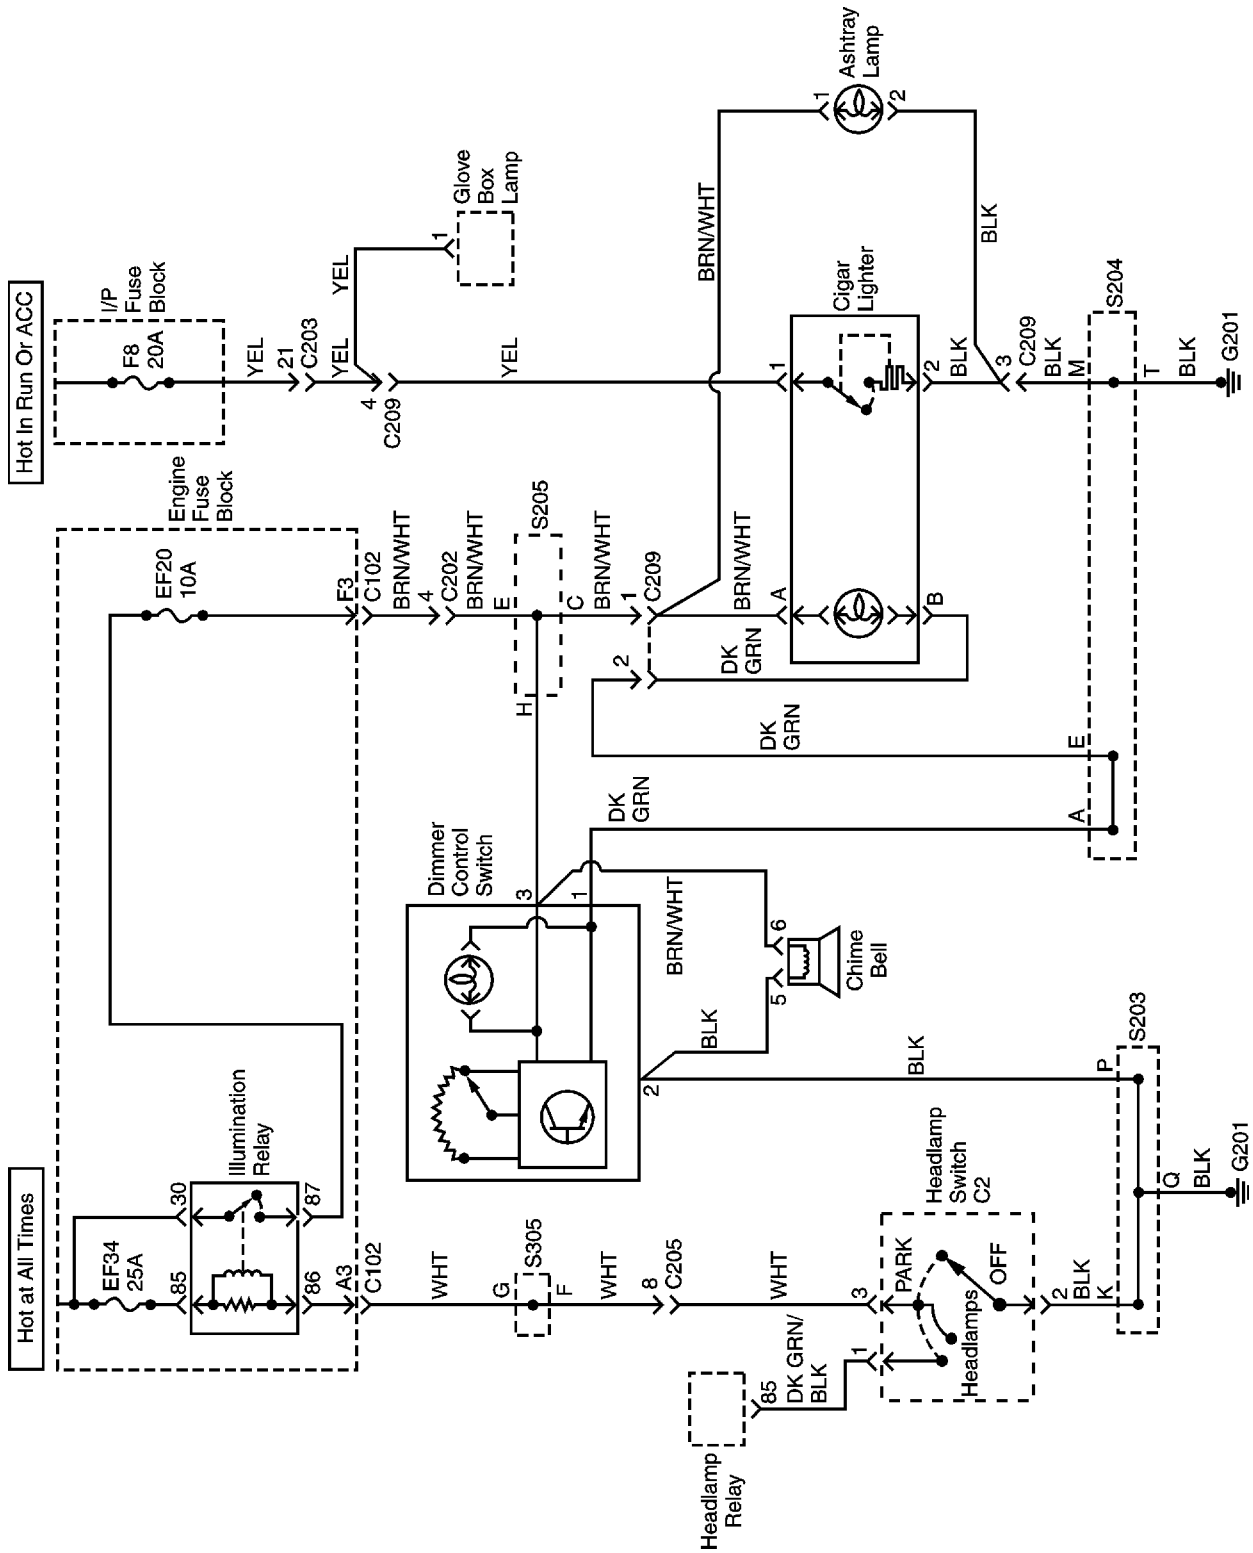 Hot at All Times
Hot In Run Or ACC
EF34
25A
85
30
Illumination
Relay
86
87
A3
C102
WHT
G
S305
F
WHT
8
C205
WHT
3
PARK
OFF
Headlamps
1
Headlamp
Switch
C2
Headlamp
Relay
85
DK GRN/
BLK
2
BLK
K
P
S203
Q
BLK
G201
EF20
10A
Engine
Fuse
Block
F3
C102
BRN/WHT
4
C202
BRN/WHT
E
S205
H
C
BRN/WHT
1
C209
2
BRN/WHT
DK
GRN
A
B
DK
GRN
E
DK
GRN
A
Dimmer
Control
Switch
3
1
2
BRN/WHT
BLK
6
5
Chime
Bell
BLK
F8
20A
I/P
Fuse
Block
YEL
21
C203
YEL
YEL
4
C209
YEL
1
Glove
Box
Lamp
1
Cigar
Lighter
2
BLK
BRN/WHT
1
2
Ashtray
Lamp
BLK
3
C209
BLK
M
S204
T
BLK
G201